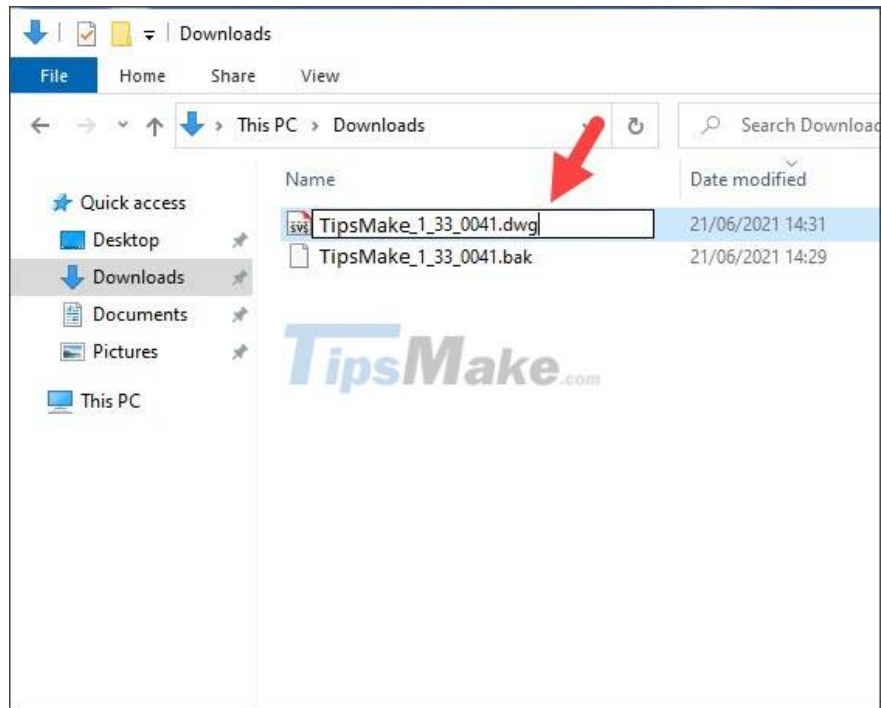 Downloads
File Home Share View
This PC > Downloads
Search Downloa
Name Date modified
Quick access
TipsMake_1_33_0041.dwg 21/06/2021 14:31
Desktop
TipsMake_1_33_0041.bak 21/06/2021 14:29
Downloads
Documents
Pictures
TipsMake.com
This PC